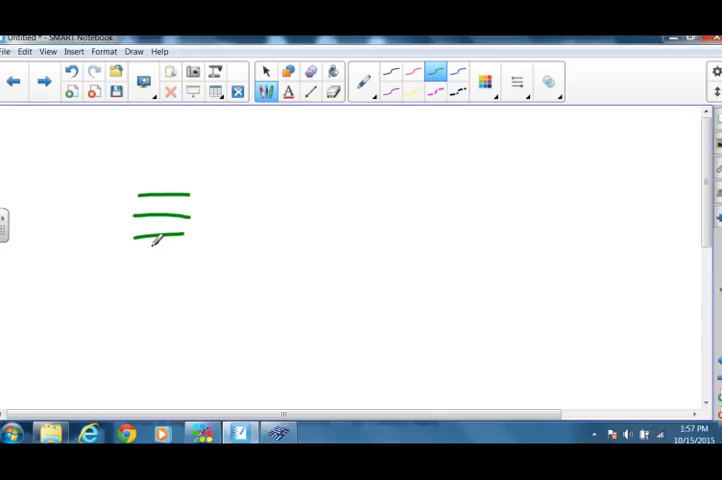 Untitled * - SMART Notebook
File Edit View Insert Format Draw Help
A
1:57 PM
10/15/2015